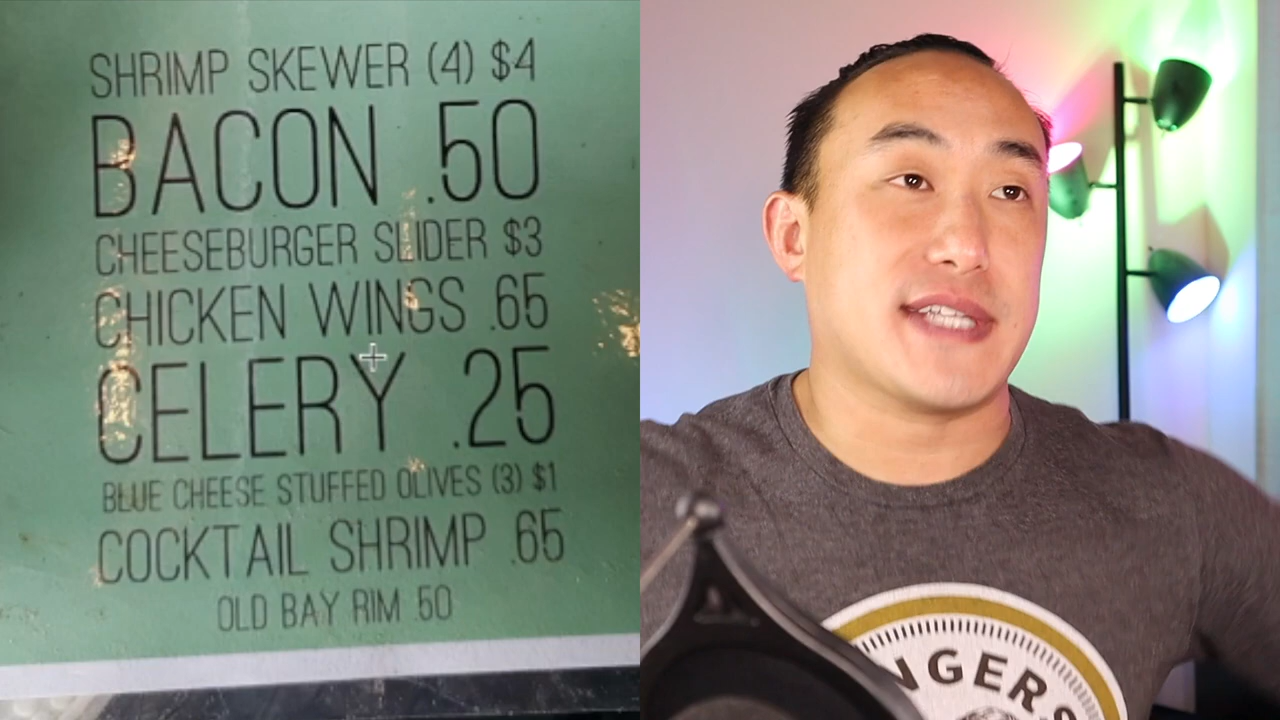 SHRIMP SKEWER (4) $4
BACON .50
CHEESEBURGER SLIDER $3
CHICKEN WINGS .65
CELERY .25
BLUE CHEESE STUFFED OLIVES (3) $1
COCKTAIL SHRIMP .65
OLD BAY RIM .50